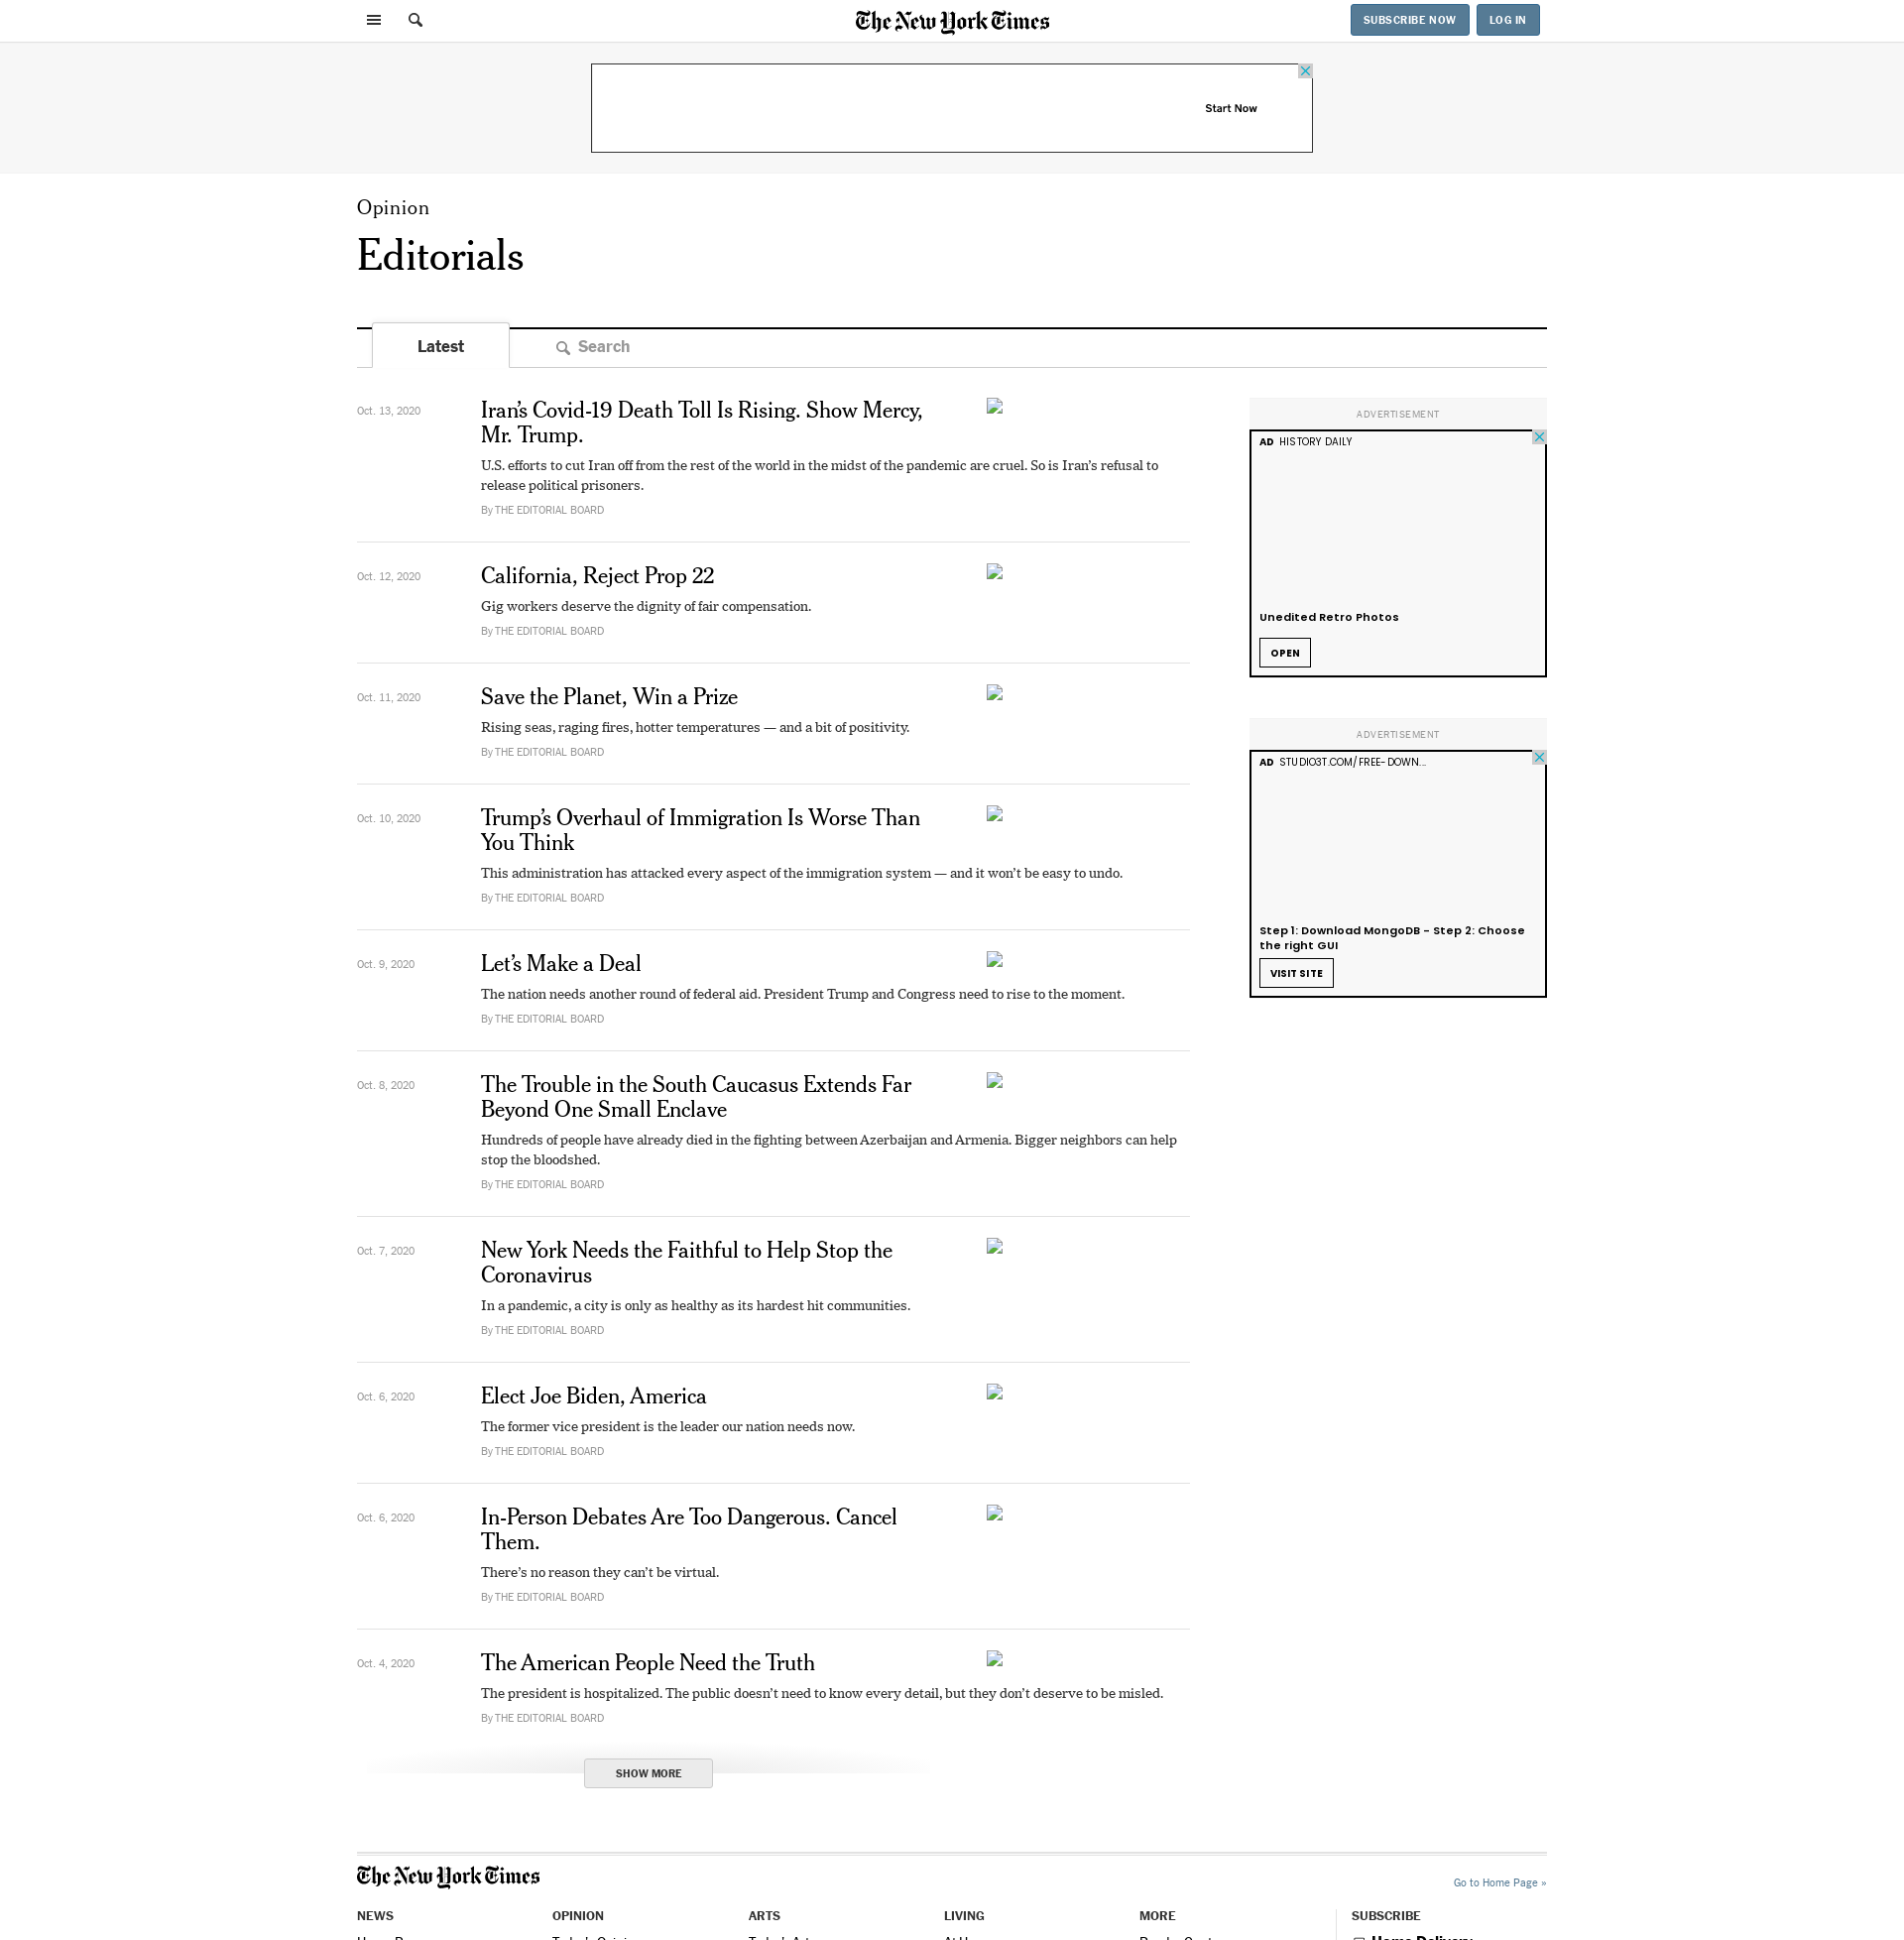 The New York Times
SUBSCRIBE NOW
LOG IN
Start Now
Opinion
Editorials
Latest
Search
Oct. 13, 2020
Iran’s Covid-19 Death Toll Is Rising. Show Mercy,
Mr. Trump.
U.S. efforts to cut Iran off from the rest of the world in the midst of the pandemic are cruel. So is Iran’s refusal to
release political prisoners.
By THE EDITORIAL BOARD
Oct. 12, 2020
California, Reject Prop 22
Gig workers deserve the dignity of fair compensation.
By THE EDITORIAL BOARD
Oct. 11, 2020
Save the Planet, Win a Prize
Rising seas, raging fires, hotter temperatures — and a bit of positivity.
By THE EDITORIAL BOARD
Oct. 10, 2020
Trump’s Overhaul of Immigration Is Worse Than
You Think
This administration has attacked every aspect of the immigration system — and it won’t be easy to undo.
By THE EDITORIAL BOARD
Oct. 9, 2020
Let’s Make a Deal
The nation needs another round of federal aid. President Trump and Congress need to rise to the moment.
By THE EDITORIAL BOARD
Oct. 8, 2020
The Trouble in the South Caucasus Extends Far
Beyond One Small Enclave
Hundreds of people have already died in the fighting between Azerbaijan and Armenia. Bigger neighbors can help
stop the bloodshed.
By THE EDITORIAL BOARD
Oct. 7, 2020
New York Needs the Faithful to Help Stop the
Coronavirus
In a pandemic, a city is only as healthy as its hardest hit communities.
By THE EDITORIAL BOARD
Oct. 6, 2020
Elect Joe Biden, America
The former vice president is the leader our nation needs now.
By THE EDITORIAL BOARD
Oct. 6, 2020
In-Person Debates Are Too Dangerous. Cancel
Them.
There’s no reason they can’t be virtual.
By THE EDITORIAL BOARD
Oct. 4, 2020
The American People Need the Truth
The president is hospitalized. The public doesn’t need to know every detail, but they don’t deserve to be misled.
By THE EDITORIAL BOARD
SHOW MORE
ADVERTISEMENT
AD HISTORY DAILY
Unedited Retro Photos
OPEN
ADVERTISEMENT
AD STUDIO3T.COM/FREE-DOWN...
Step 1: Download MongoDB - Step 2: Choose
the right GUI
VISIT SITE
The New York Times
Go to Home Page »
NEWS
OPINION
ARTS
LIVING
MORE
SUBSCRIBE